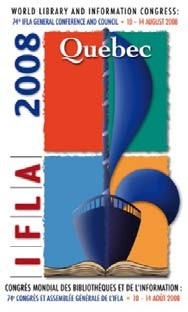 WORLD LIBRARY AND INFORMATION CONGRESS:
74e IFLA GENERAL CONFERENCE AND COUNCIL • 10 - 14 AUGUST 2008
Québec
IFLA 2008
CONGRÈS MONDIAL DES BIBLIOTHÈQUES ET DE L'INFORMATION :
74e CONGRÈS ET ASSEMBLÉE GÉNÉRALE DE L'IFLA • 10 - 14 AOÛT 2008